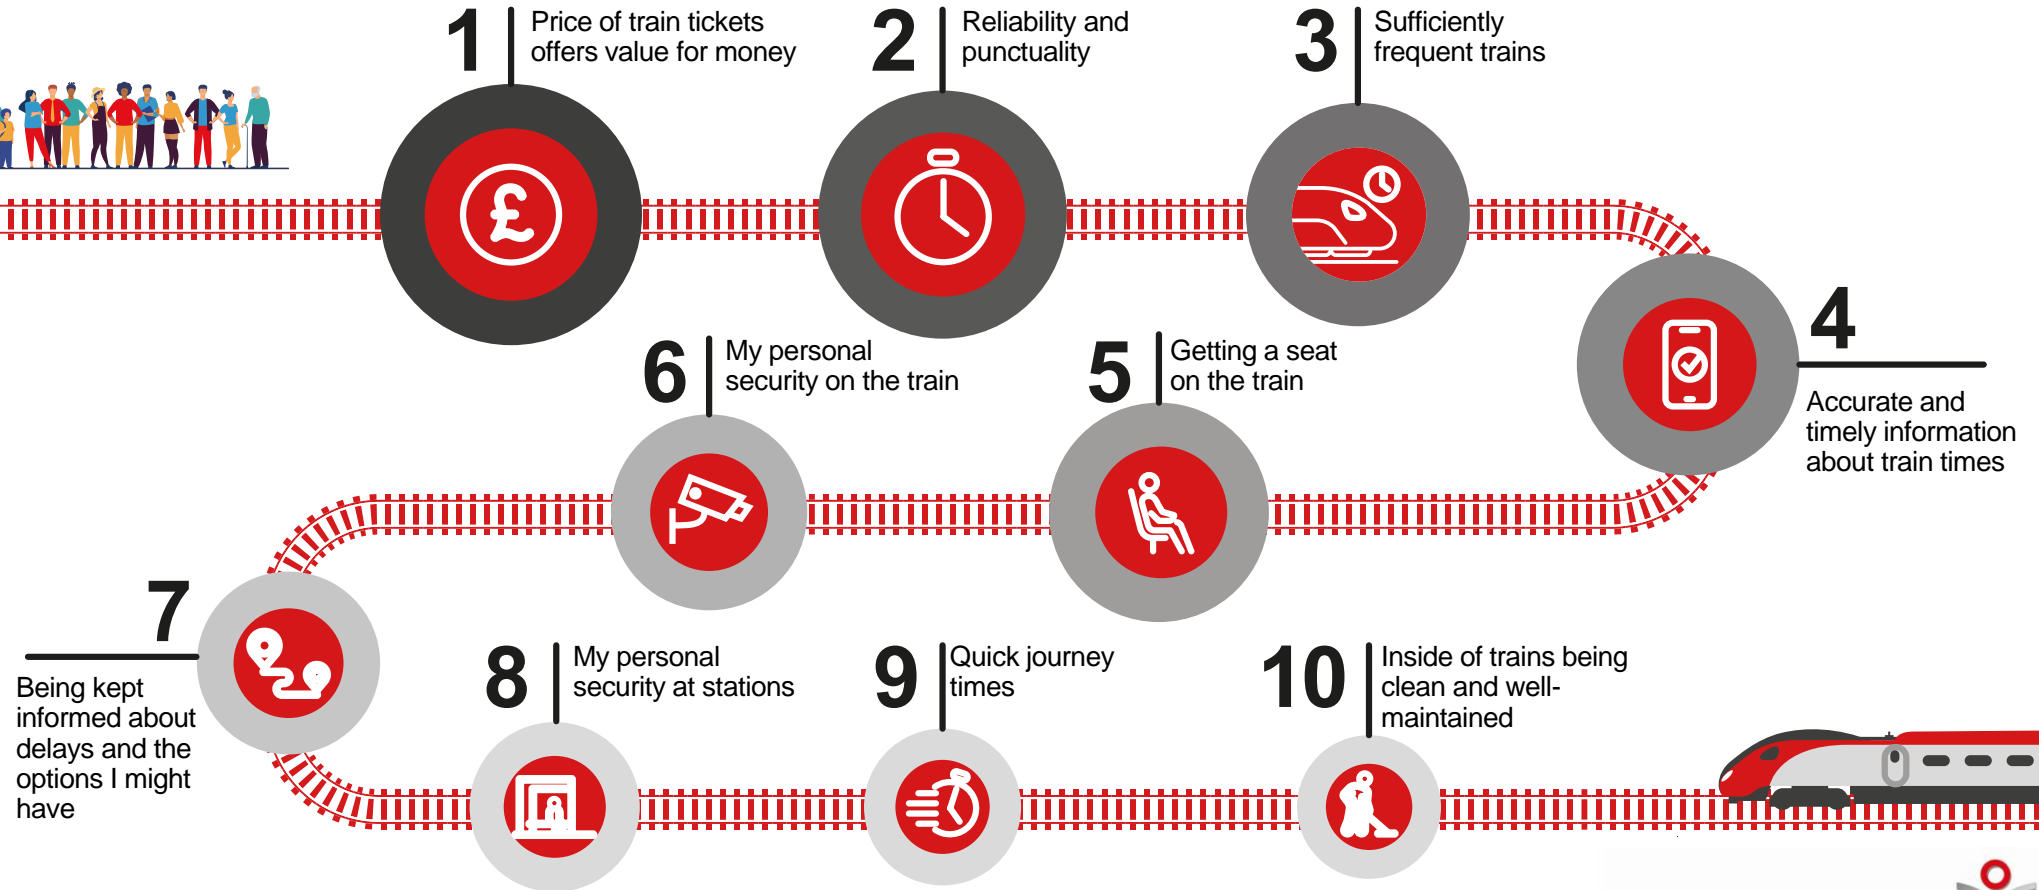 1
Price of train tickets
offers value for money
2
Reliability and
punctuality
3
Sufficiently
frequent trains
4
Accurate and
timely information
about train times
5
Getting a seat
on the train
6
My personal
security on the train
7
Being kept
informed about
delays and the
options I might
have
8
My personal
security at stations
9
Quick journey
times
10
Inside of trains being
clean and well-
maintained
£